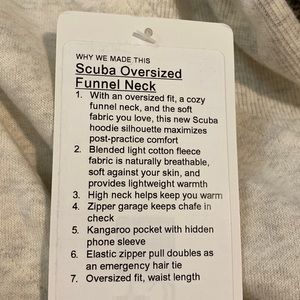 WHY WE MADE THIS
Scuba Oversized
Funnel Neck
1. With an oversized fit, a cozy
funnel neck, and the soft
fabric you love, this new Scuba
hoodie silhouette maximizes
post-practice comfort
2. Blended light cotton fleece
fabric is naturally breathable,
soft against your skin, and
provides lightweight warmth
3. High neck helps keep you warm
4. Zipper garage keeps chafe in
check
5. Kangaroo pocket with hidden
phone sleeve
6. Elastic zipper pull doubles as
an emergency hair tie
7. Oversized fit, waist length